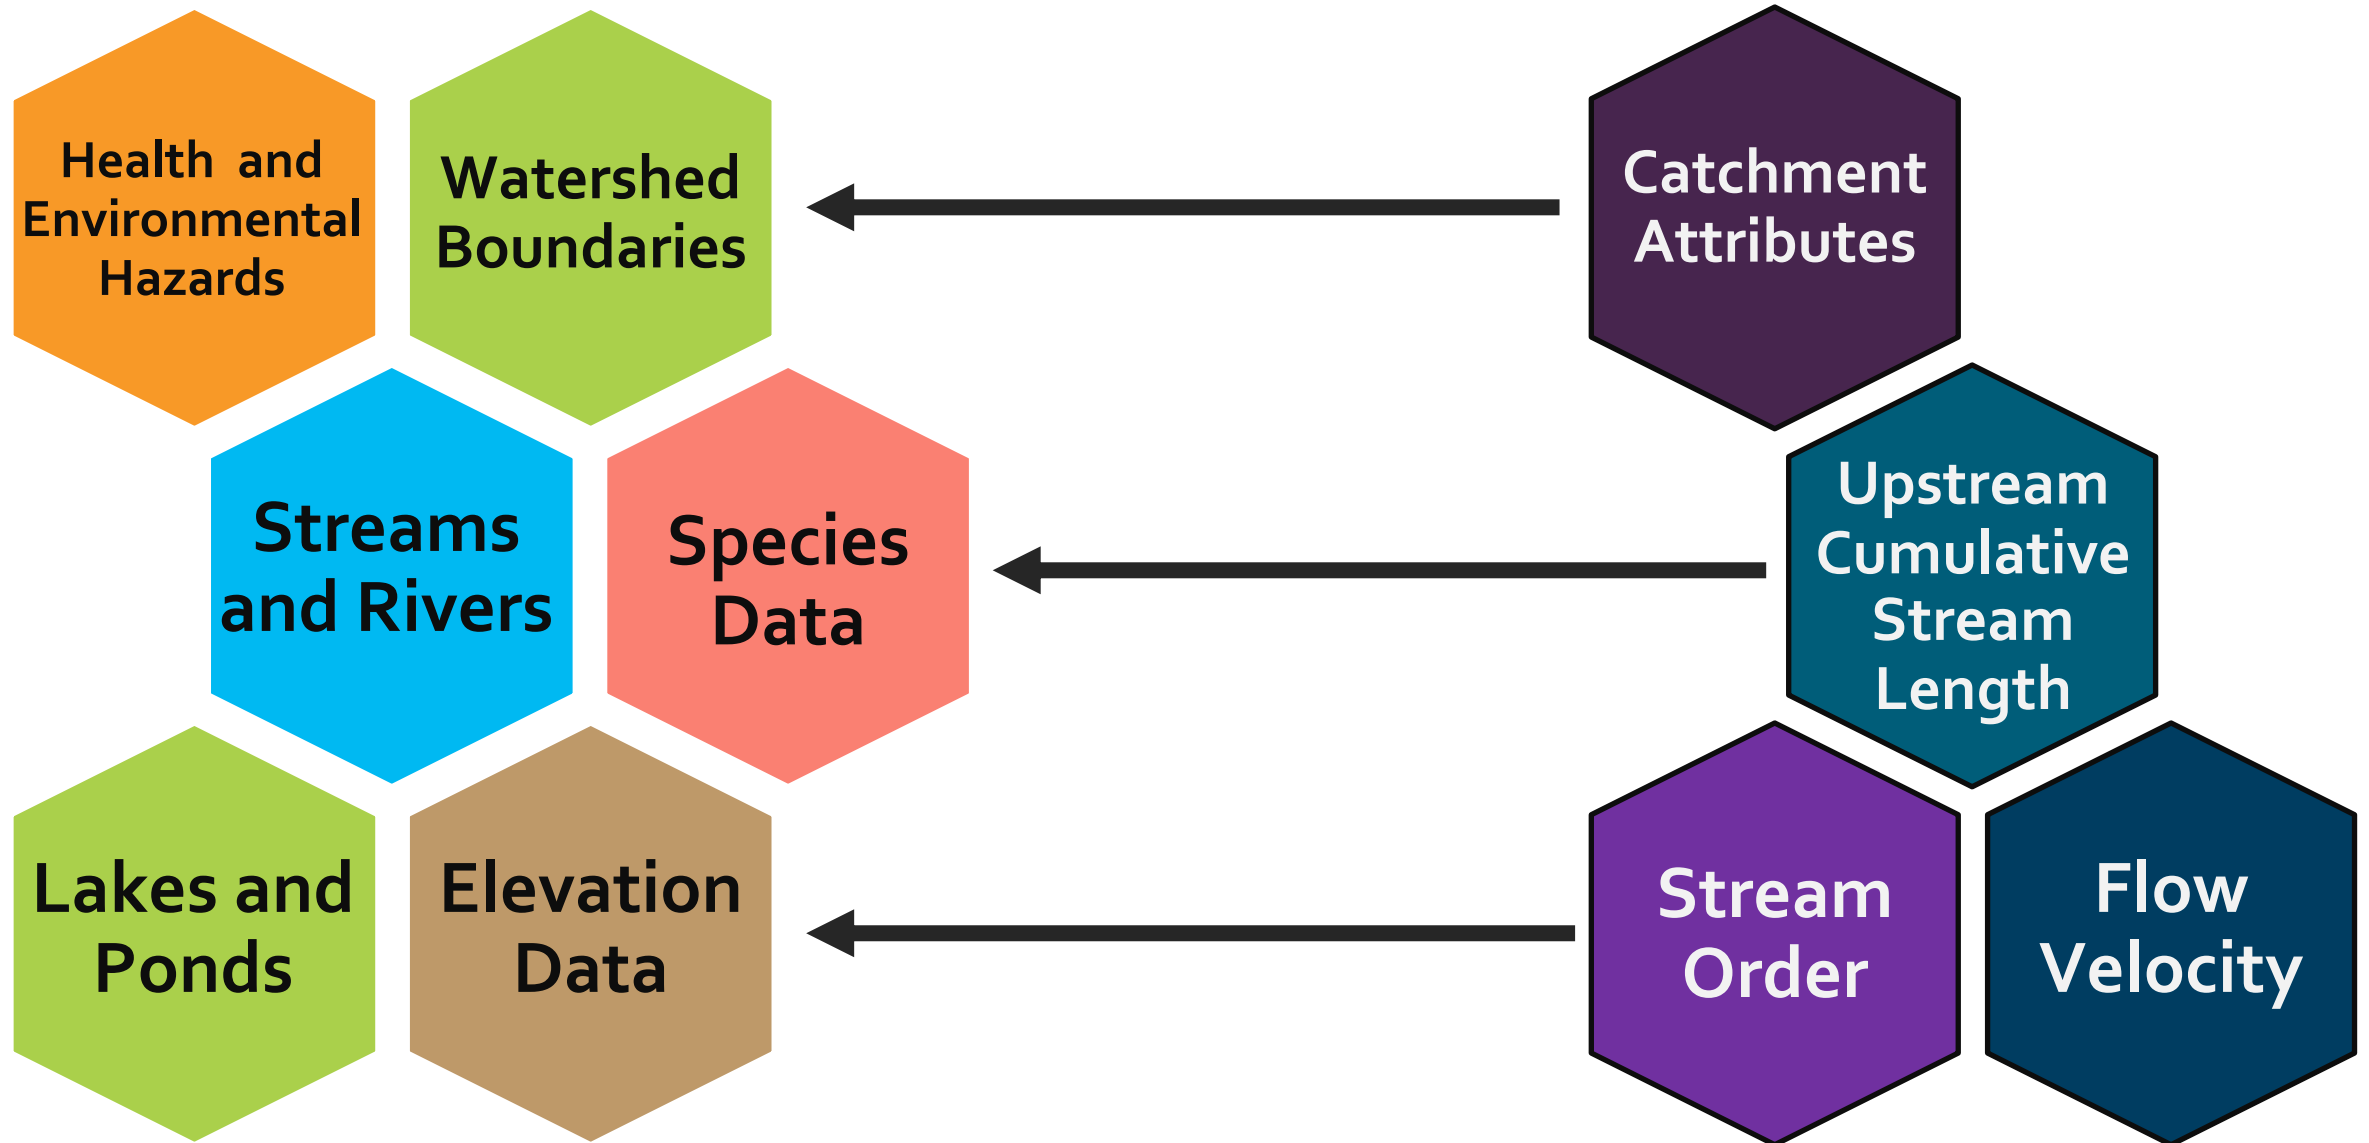 Health and
Environmental
Hazards
Watershed
Boundaries
Catchment
Attributes
Streams
and Rivers
Species
Data
Upstream
Cumulative
Stream
Length
Lakes and
Ponds
Elevation
Data
Stream
Order
Flow
Velocity